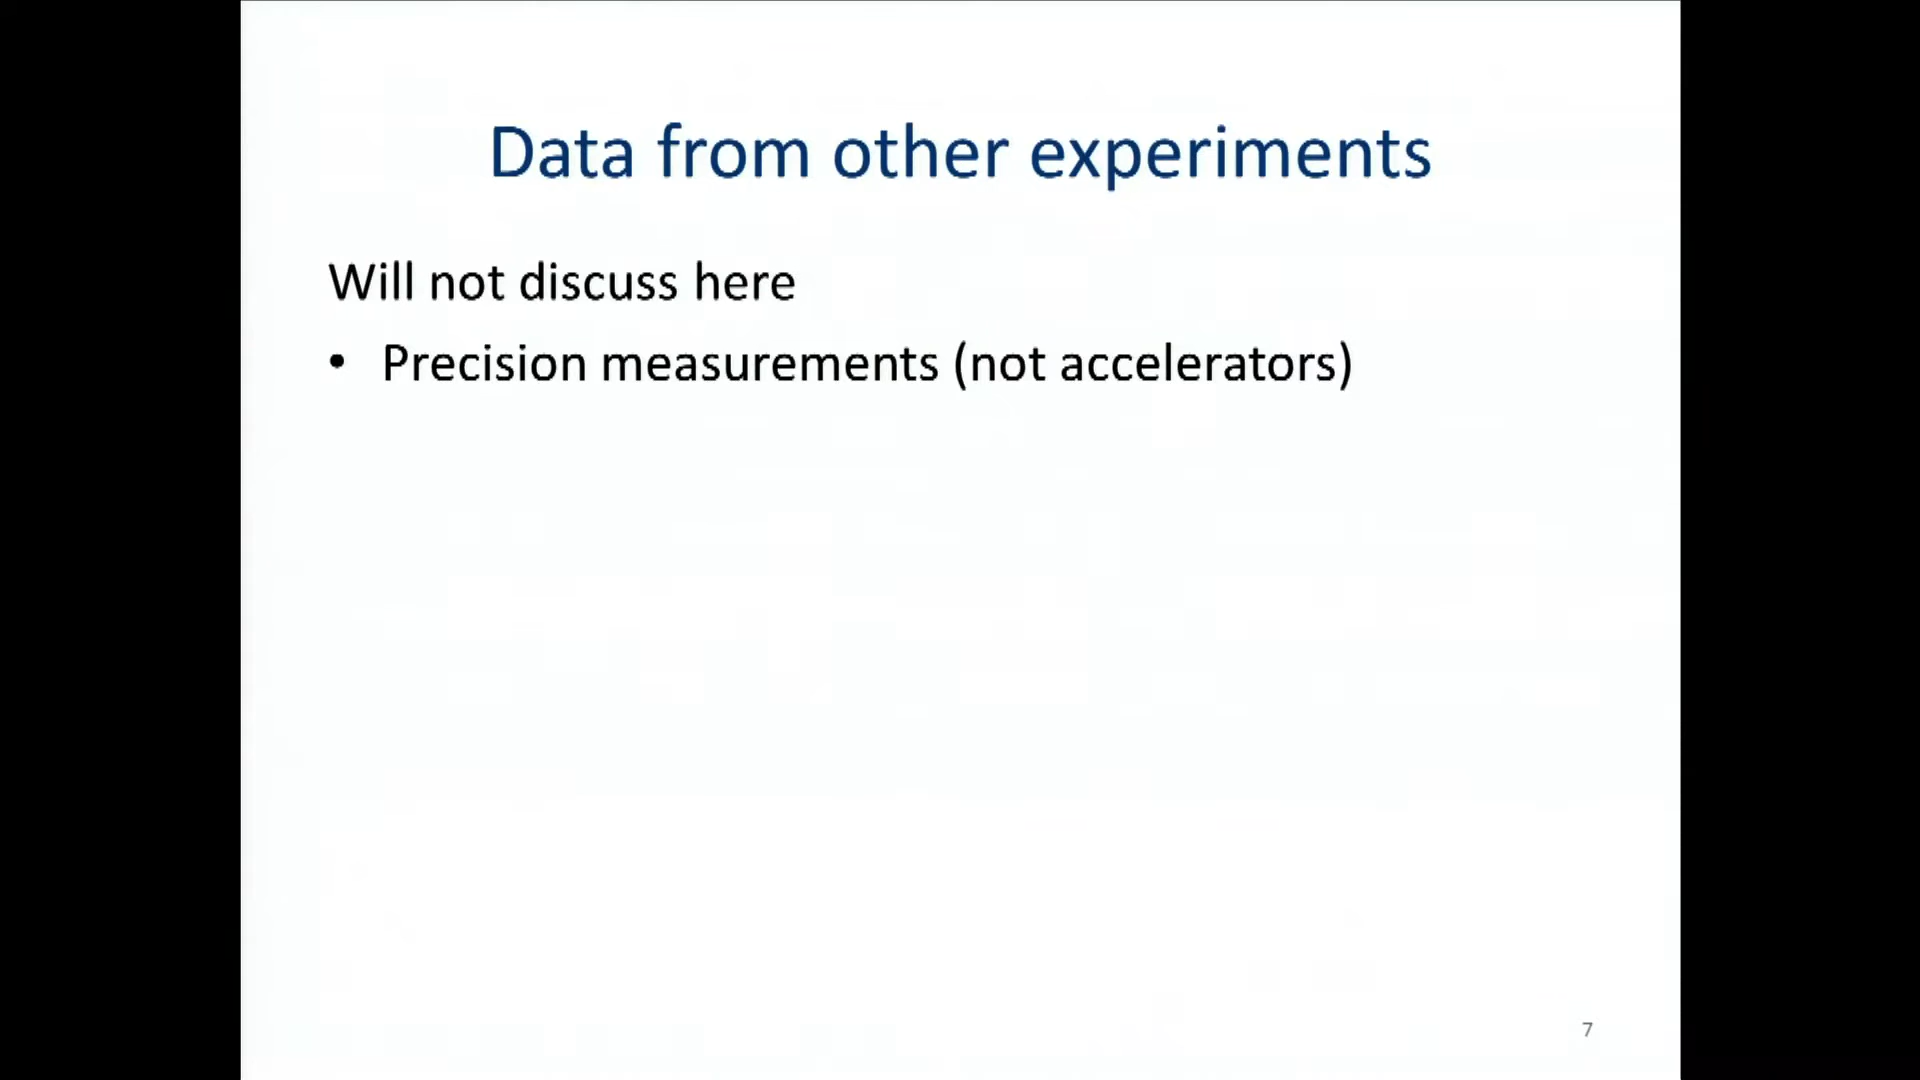 Data from other experiments
Will not discuss here
• Precision measurements (not accelerators)
7